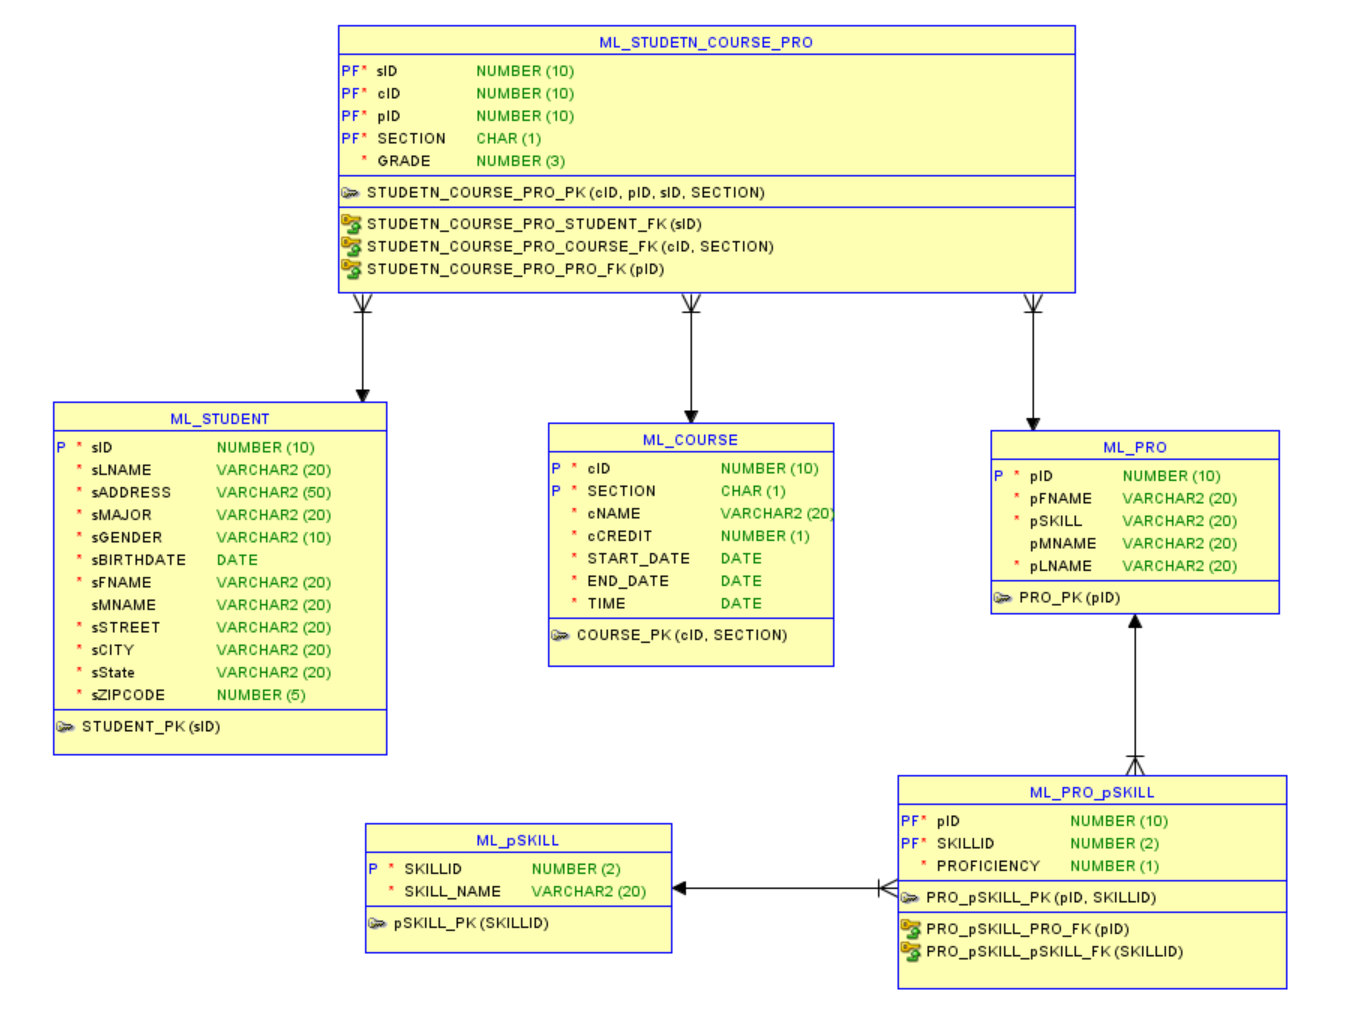 ML_STUDETN_COURSE_PRO
PF* sID NUMBER (10)
PF* cID NUMBER (10)
PF* pID NUMBER (10)
PF* SECTION CHAR (1)
* GRADE NUMBER (3)
STUDETN_COURSE_PRO_PK (cID, pID, sID, SECTION)
STUDETN_COURSE_PRO_STUDENT_FK (sID)
STUDETN_COURSE_PRO_COURSE_FK (cID, SECTION)
STUDETN_COURSE_PRO_PRO_FK (pID)
ML_STUDENT
P * sID NUMBER (10)
* sLNAME VARCHAR2 (20)
* sADDRESS VARCHAR2 (50)
* sMAJOR VARCHAR2 (20)
* sGENDER VARCHAR2 (10)
* sBIRTHDATE DATE
* sFNAME VARCHAR2 (20)
sMNAME VARCHAR2 (20)
* sSTREET VARCHAR2 (20)
* sCITY VARCHAR2 (20)
* sState VARCHAR2 (20)
* sZIPCODE NUMBER (5)
STUDENT_PK (sID)
ML_COURSE
P * cID NUMBER (10)
P * SECTION CHAR (1)
* cNAME VARCHAR2 (20)
* cCREDIT NUMBER (1)
* START_DATE DATE
* END_DATE DATE
* TIME DATE
COURSE_PK (cID, SECTION)
ML_PRO
P * pID NUMBER (10)
* pFNAME VARCHAR2 (20)
* pSKILL VARCHAR2 (20)
pMNAME VARCHAR2 (20)
* pLNAME VARCHAR2 (20)
PRO_PK (pID)
ML_pSKILL
P * SKILLID NUMBER (2)
* SKILL_NAME VARCHAR2 (20)
pSKILL_PK (SKILLID)
ML_PRO_pSKILL
PF* pID NUMBER (10)
PF* SKILLID NUMBER (2)
* PROFICIENCY NUMBER (1)
PRO_pSKILL_PK (pID, SKILLID)
PRO_pSKILL_PRO_FK (pID)
PRO_pSKILL_pSKILL_FK (SKILLID)